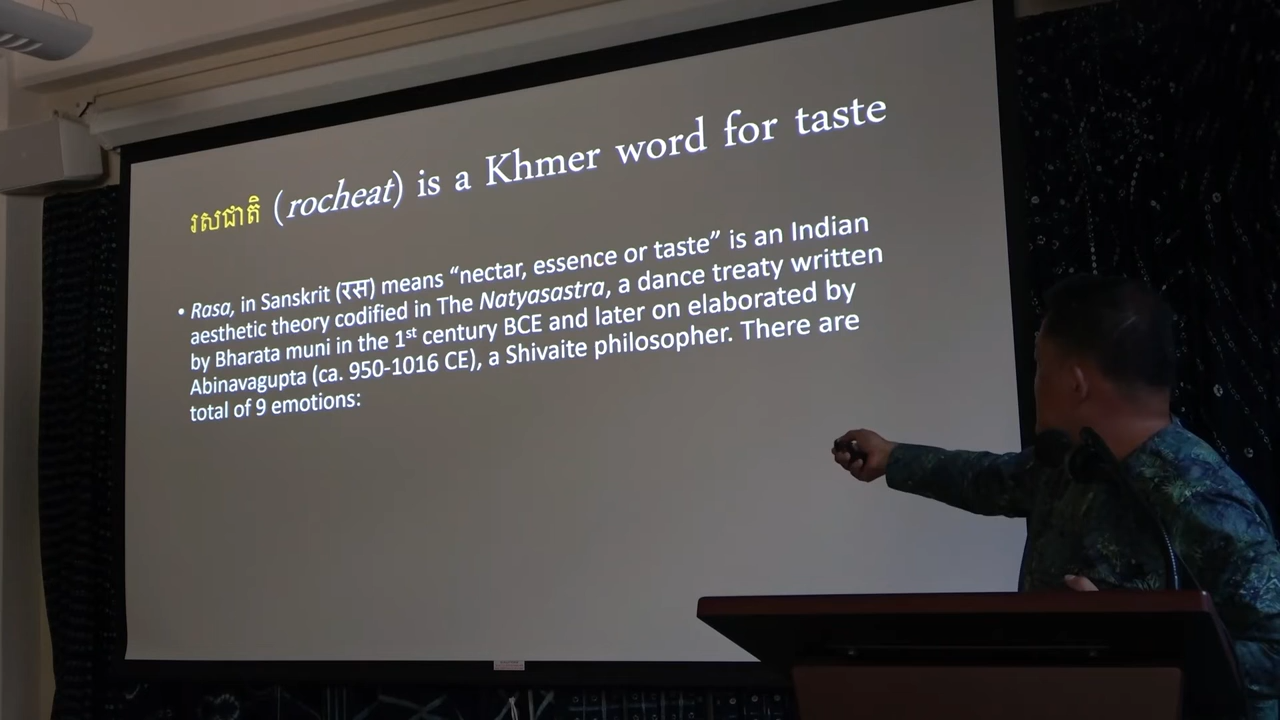 រសជាតិ (rocheat) is a Khmer word for taste
• Rasa, in Sanskrit (रस) means “nectar, essence or taste” is an Indian
aesthetic theory codified in The Natyasastra, a dance treaty written
by Bharata muni in the 1st century BCE and later on elaborated by
Abinavagupta (ca. 950-1016 CE), a Shivaite philosopher. There are
total of 9 emotions: